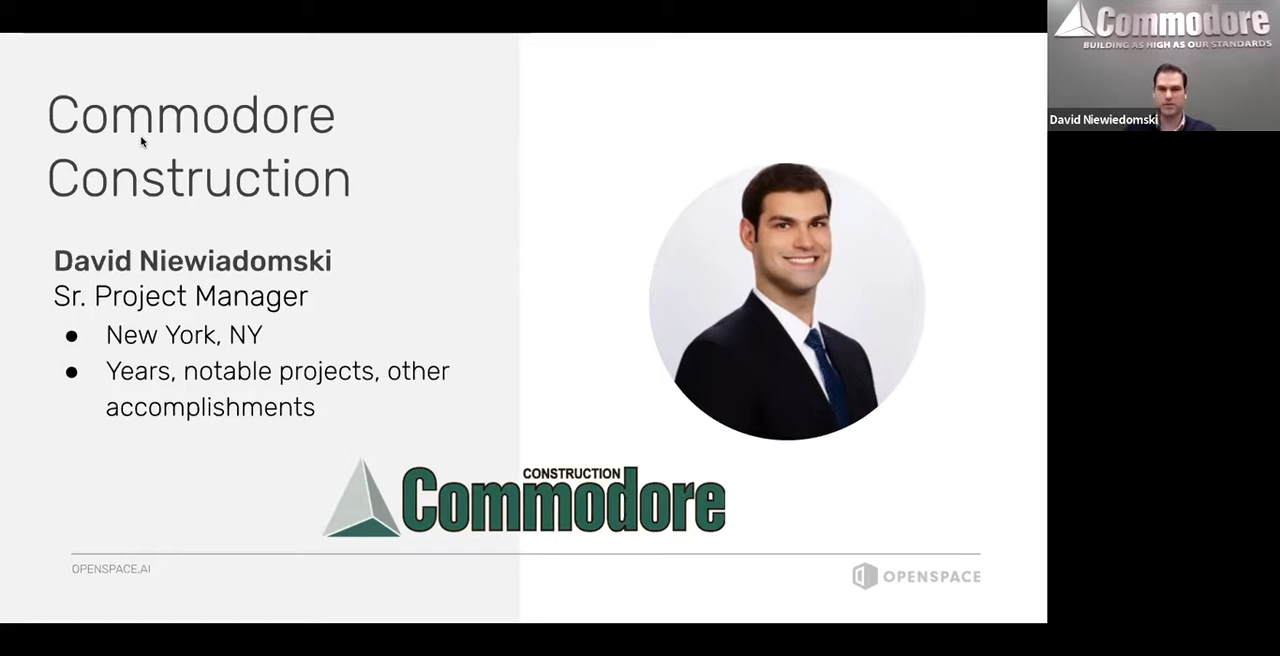 Commodore
Construction
David Niewiadomski
Sr. Project Manager
● New York, NY
● Years, notable projects, other
accomplishments
CONSTRUCTION
Commodore
OPENSPACE.AI
OPENSPACE
Commodore
BUILDING AS HIGH AS OUR STANDARDS
David Niewiedomski